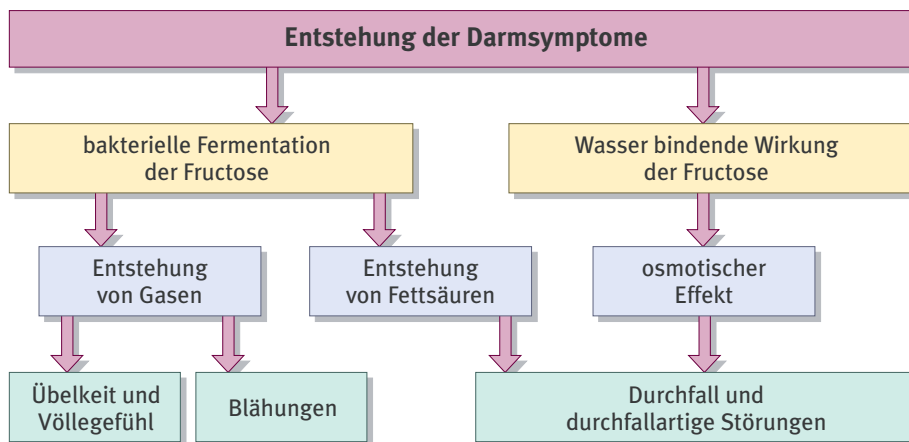 Entstehung der Darmsymptome
bakterielle Fermentation
der Fructose
Wasser bindende Wirkung
der Fructose
Entstehung
von Gasen
Entstehung
von Fettsäuren
osmotischer
Effekt
Übelkeit und
Völlegefühl
Blähungen
Durchfall und
durchfallartige Störungen